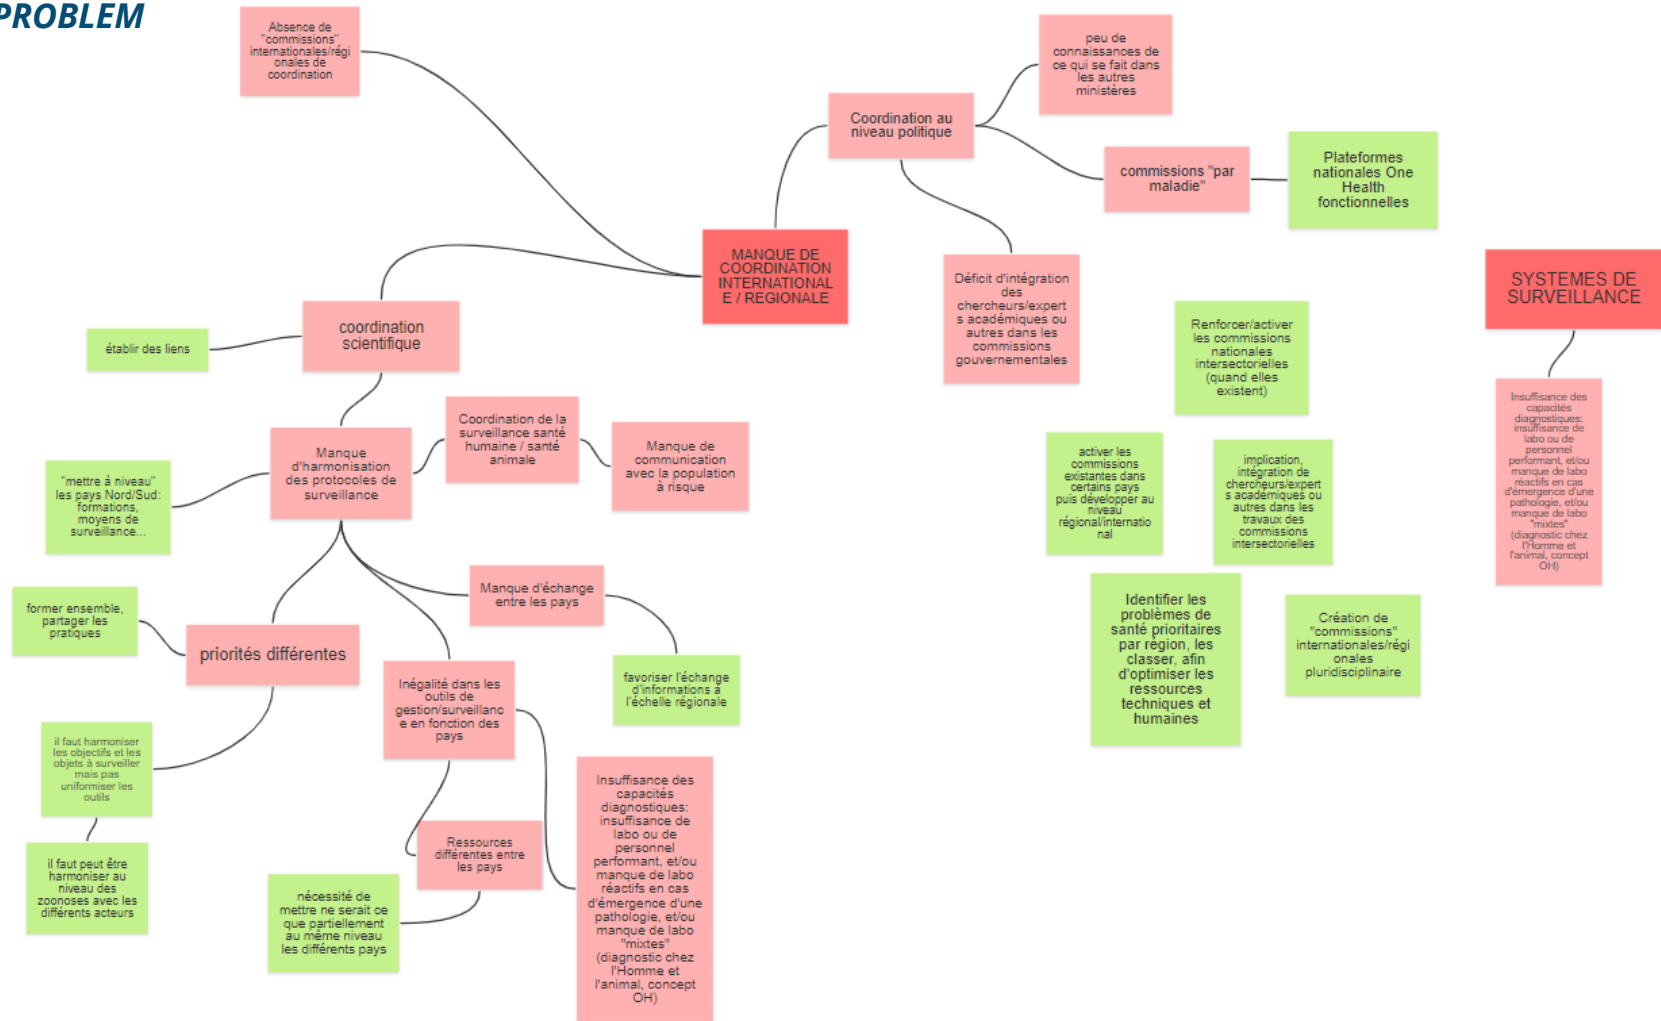 PROBLEM
Absence de
"commissions"
internationales/régi
onales de
coordination
peu de
connaissances de
ce qui se fait dans
les autres
ministères
Coordination au
niveau politique
commissions "par
maladie"
Plateformes
nationales One
Health
fonctionnelles
MANQUE DE
COORDINATION
INTERNATIONAL
E / REGIONALE
Déficit d'intégration
des
chercheurs/expert
s académiques ou
autres dans les
commissions
gouvernementales
SYSTEMES DE
SURVEILLANCE
coordination
scientifique
établir des liens
Renforcer/activer
les commissions
nationales
intersectorielles
(quand elles
existent)
Insuffisance des
capacités
diagnostiques:
insuffisance de
labo ou de
personnel
performant, et/ou
manque de labo
réactifs en cas
d'émergence d'une
pathologie, et/ou
manque de labo
"mixtes"
(diagnostic chez
l'Homme et
l'animal, concept
OH)
Manque
d'harmonisation
des protocoles de
surveillance
Coordination de la
surveillance santé
humaine / santé
animale
Manque de
communication
avec la population
à risque
"mettre à niveau"
les pays Nord/Sud:
formations,
moyens de
surveillance...
activer les
commissions
existantes dans
certains pays
puis développer au
niveau
régional/internatio
nal
implication,
intégration de
chercheurs/expert
s académiques ou
autres dans les
travaux des
commissions
intersectorielles
former ensemble,
partager les
pratiques
priorités différentes
Manque d'échange
entre les pays
Identifier les
problèmes de
santé prioritaires
par région, les
classer, afin
d'optimiser les
ressources
techniques et
humaines
Création de
"commissions"
internationales/régi
onales
pluridisciplinaire
Inégalité dans les
outils de
gestion/surveillanc
e en fonction des
pays
favoriser l'échange
d'informations à
l'échelle régionale
il faut harmoniser
les objectifs et les
objets à surveiller
mais pas
uniformiser les
outils
il faut peut être
harmoniser au
niveau des
zoonoses avec les
différents acteurs
Ressources
différentes entre
les pays
nécessité de
mettre ne serait ce
que partiellement
au même niveau
les différents pays
Insuffisance des
capacités
diagnostiques:
insuffisance de
labo ou de
personnel
performant, et/ou
manque de labo
réactifs en cas
d'émergence d'une
pathologie, et/ou
manque de labo
"mixtes"
(diagnostic chez
l'Homme et
l'animal, concept
OH)